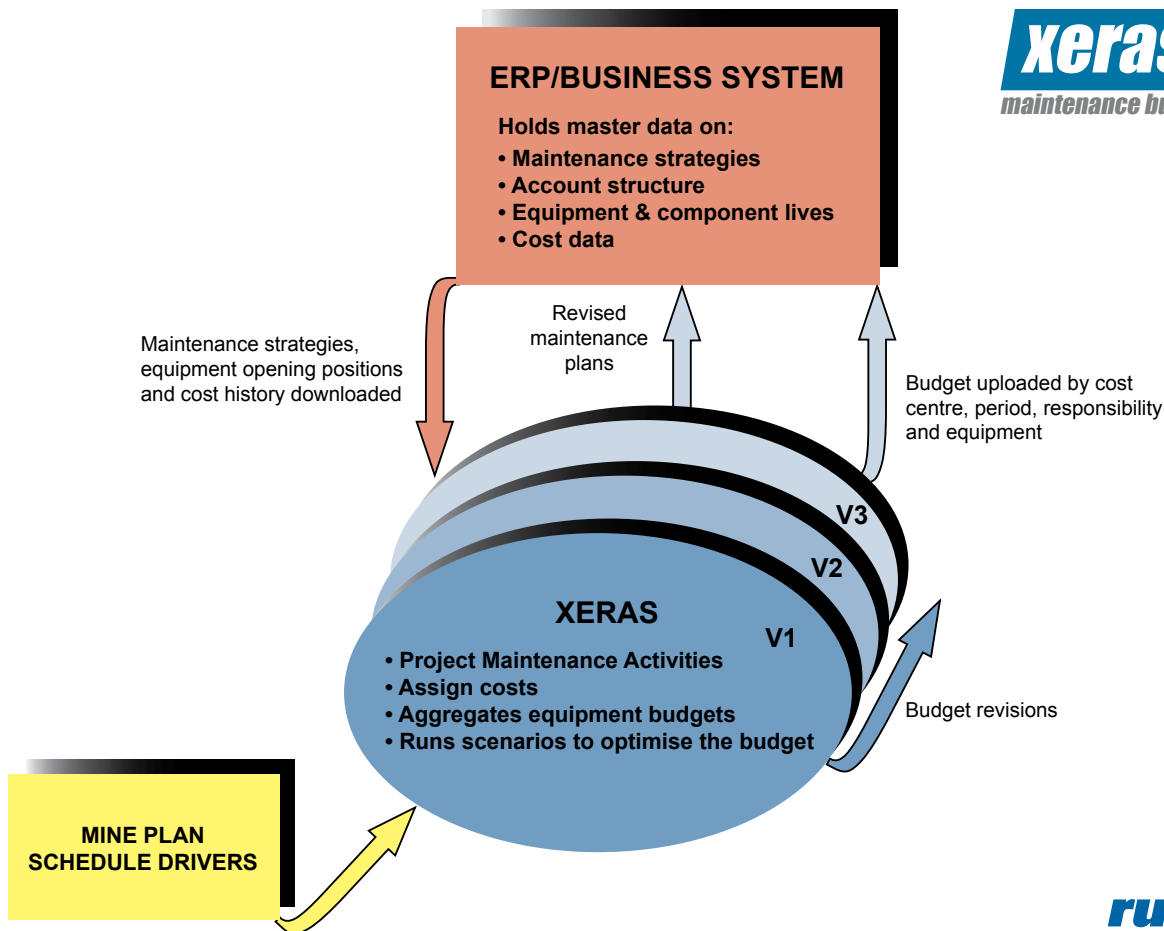 xeras
maintenance bu
ERP/BUSINESS SYSTEM
Holds master data on:
• Maintenance strategies
• Account structure
• Equipment & component lives
• Cost data
Maintenance strategies,
equipment opening positions
and cost history downloaded
Revised
maintenance
plans
Budget uploaded by cost
centre, period, responsibility
and equipment
V3
V2
V1
XERAS
• Project Maintenance Activities
• Assign costs
• Aggregates equipment budgets
• Runs scenarios to optimise the budget
Budget revisions
MINE PLAN
SCHEDULE DRIVERS
ru